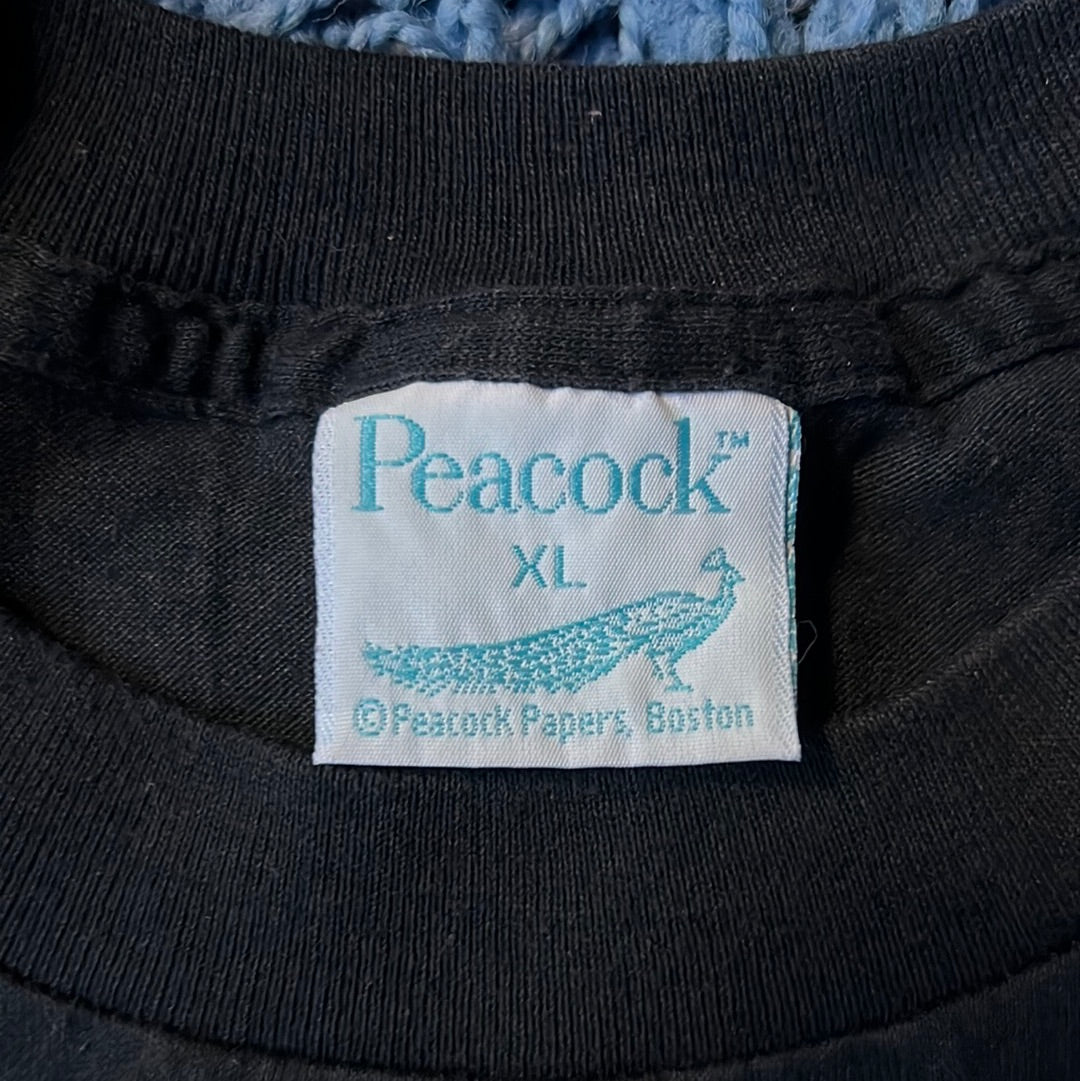 Peacock™
XL
©Peacock Papers, Boston